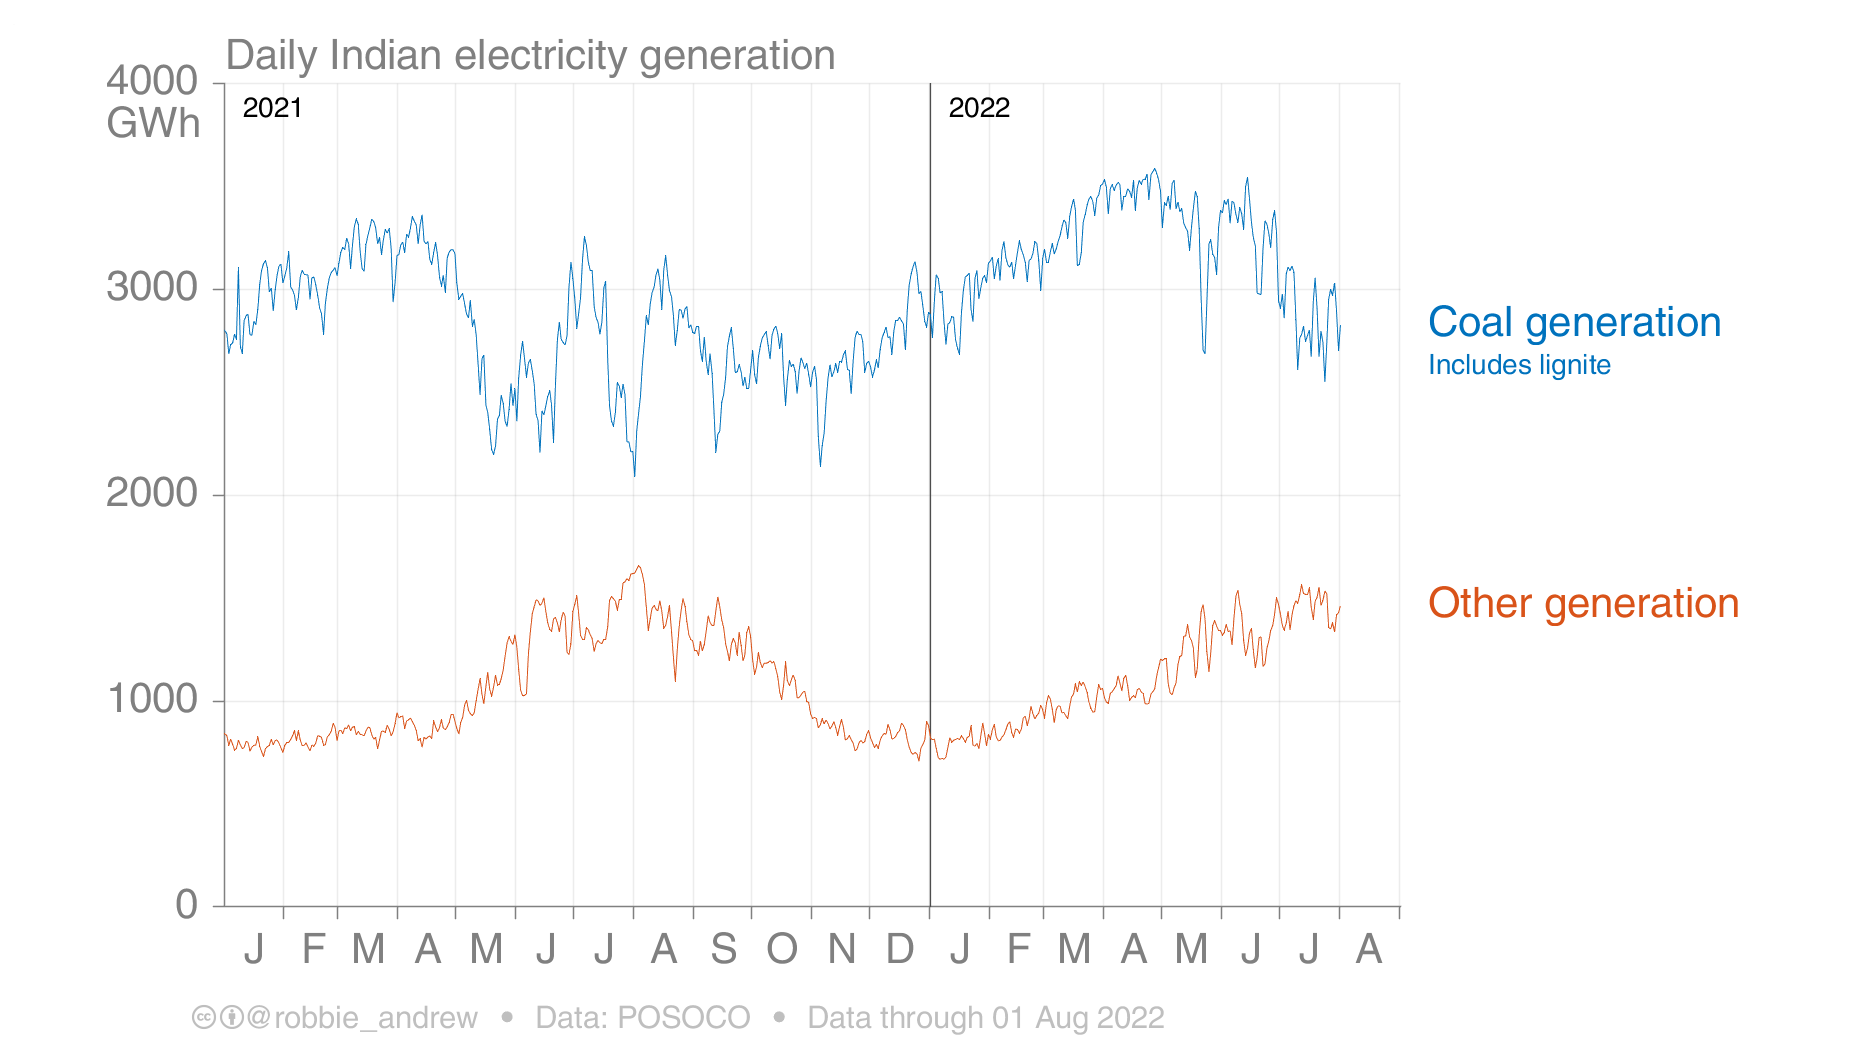 Daily Indian electricity generation
4000
GWh
2021
2022
3000
Coal generation
Includes lignite
2000
Other generation
1000
0
J F M A M J J A S O N D J F M A M J J A
cc @robbie_andrew • Data: POSOCO • Data through 01 Aug 2022